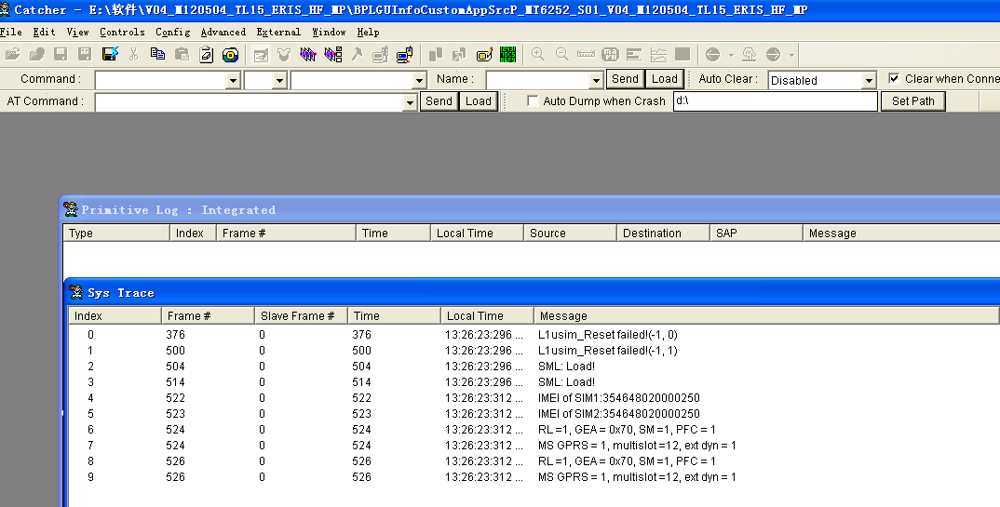 Catcher - E:\软件\V04_M120504_TL15_ERIS_HF_MP\BPLGUInfoCustomAppSrcP_MT6252_S01_V04_M120504_TL15_ERIS_HF_MP
File Edit View Controls Config Advanced External Window Help
Command : Name : Send Load Auto Clear : Disabled Clear when Conne
AT Command : Send Load Auto Dump when Crash d:\ Set Path
Primitive Log : Integrated
Type Index Frame # Time Local Time Source Destination SAP Message
Sys Trace
Index Frame # Slave Frame # Time Local Time Message
0 376 0 376 13:26:23:296 ... L1usim_Reset failed!(-1, 0)
1 500 0 500 13:26:23:296 ... L1usim_Reset failed!(-1, 1)
2 504 0 504 13:26:23:296 ... SML: Load!
3 514 0 514 13:26:23:296 ... SML: Load!
4 522 0 522 13:26:23:312 ... IMEI of SIM1:354648020000250
5 523 0 523 13:26:23:312 ... IMEI of SIM2:354648020000250
6 524 0 524 13:26:23:312 ... RL =1, GEA = 0x70, SM =1, PFC = 1
7 524 0 524 13:26:23:312 ... MS GPRS = 1, multislot =12, ext dyn = 1
8 526 0 526 13:26:23:312 ... RL =1, GEA = 0x70, SM =1, PFC = 1
9 526 0 526 13:26:23:312 ... MS GPRS = 1, multislot =12, ext dyn = 1